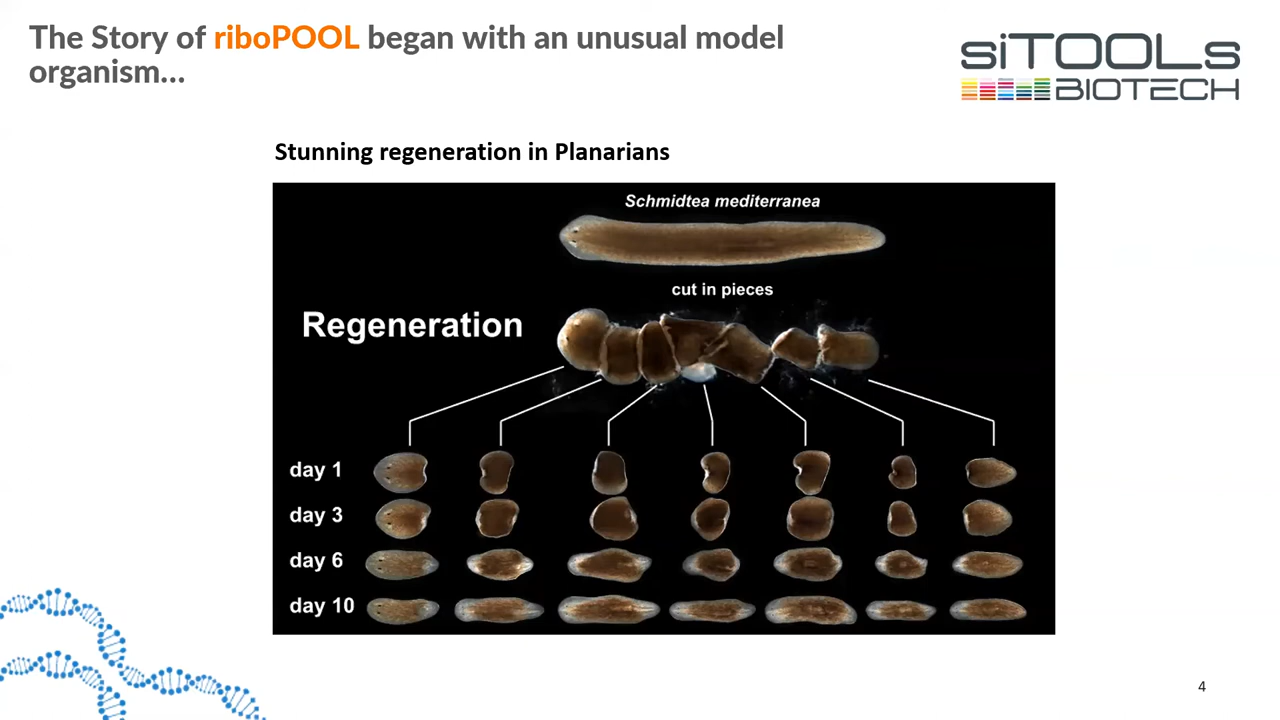 The Story of riboPOOL began with an unusual model
organism...
siTOOLs
BIOTECH
Stunning regeneration in Planarians
Schmidtea mediterranea
cut in pieces
Regeneration
day 1
day 3
day 6
day 10
4